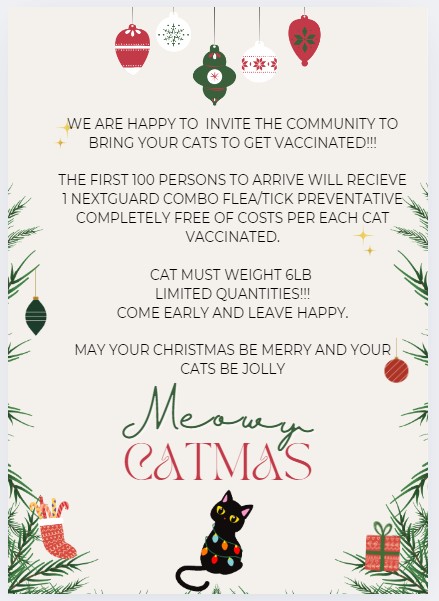 WE ARE HAPPY TO INVITE THE COMMUNITY TO
BRING YOUR CATS TO GET VACCINATED!!!
THE FIRST 100 PERSONS TO ARRIVE WILL RECIEVE
1 NEXTGUARD COMBO FLEA/TICK PREVENTATIVE
COMPLETELY FREE OF COSTS PER EACH CAT
VACCINATED.
CAT MUST WEIGHT 6LB
LIMITED QUANTITIES!!!
COME EARLY AND LEAVE HAPPY.
MAY YOUR CHRISTMAS BE MERRY AND YOUR
CATS BE JOLLY
Meowy
CATMAS